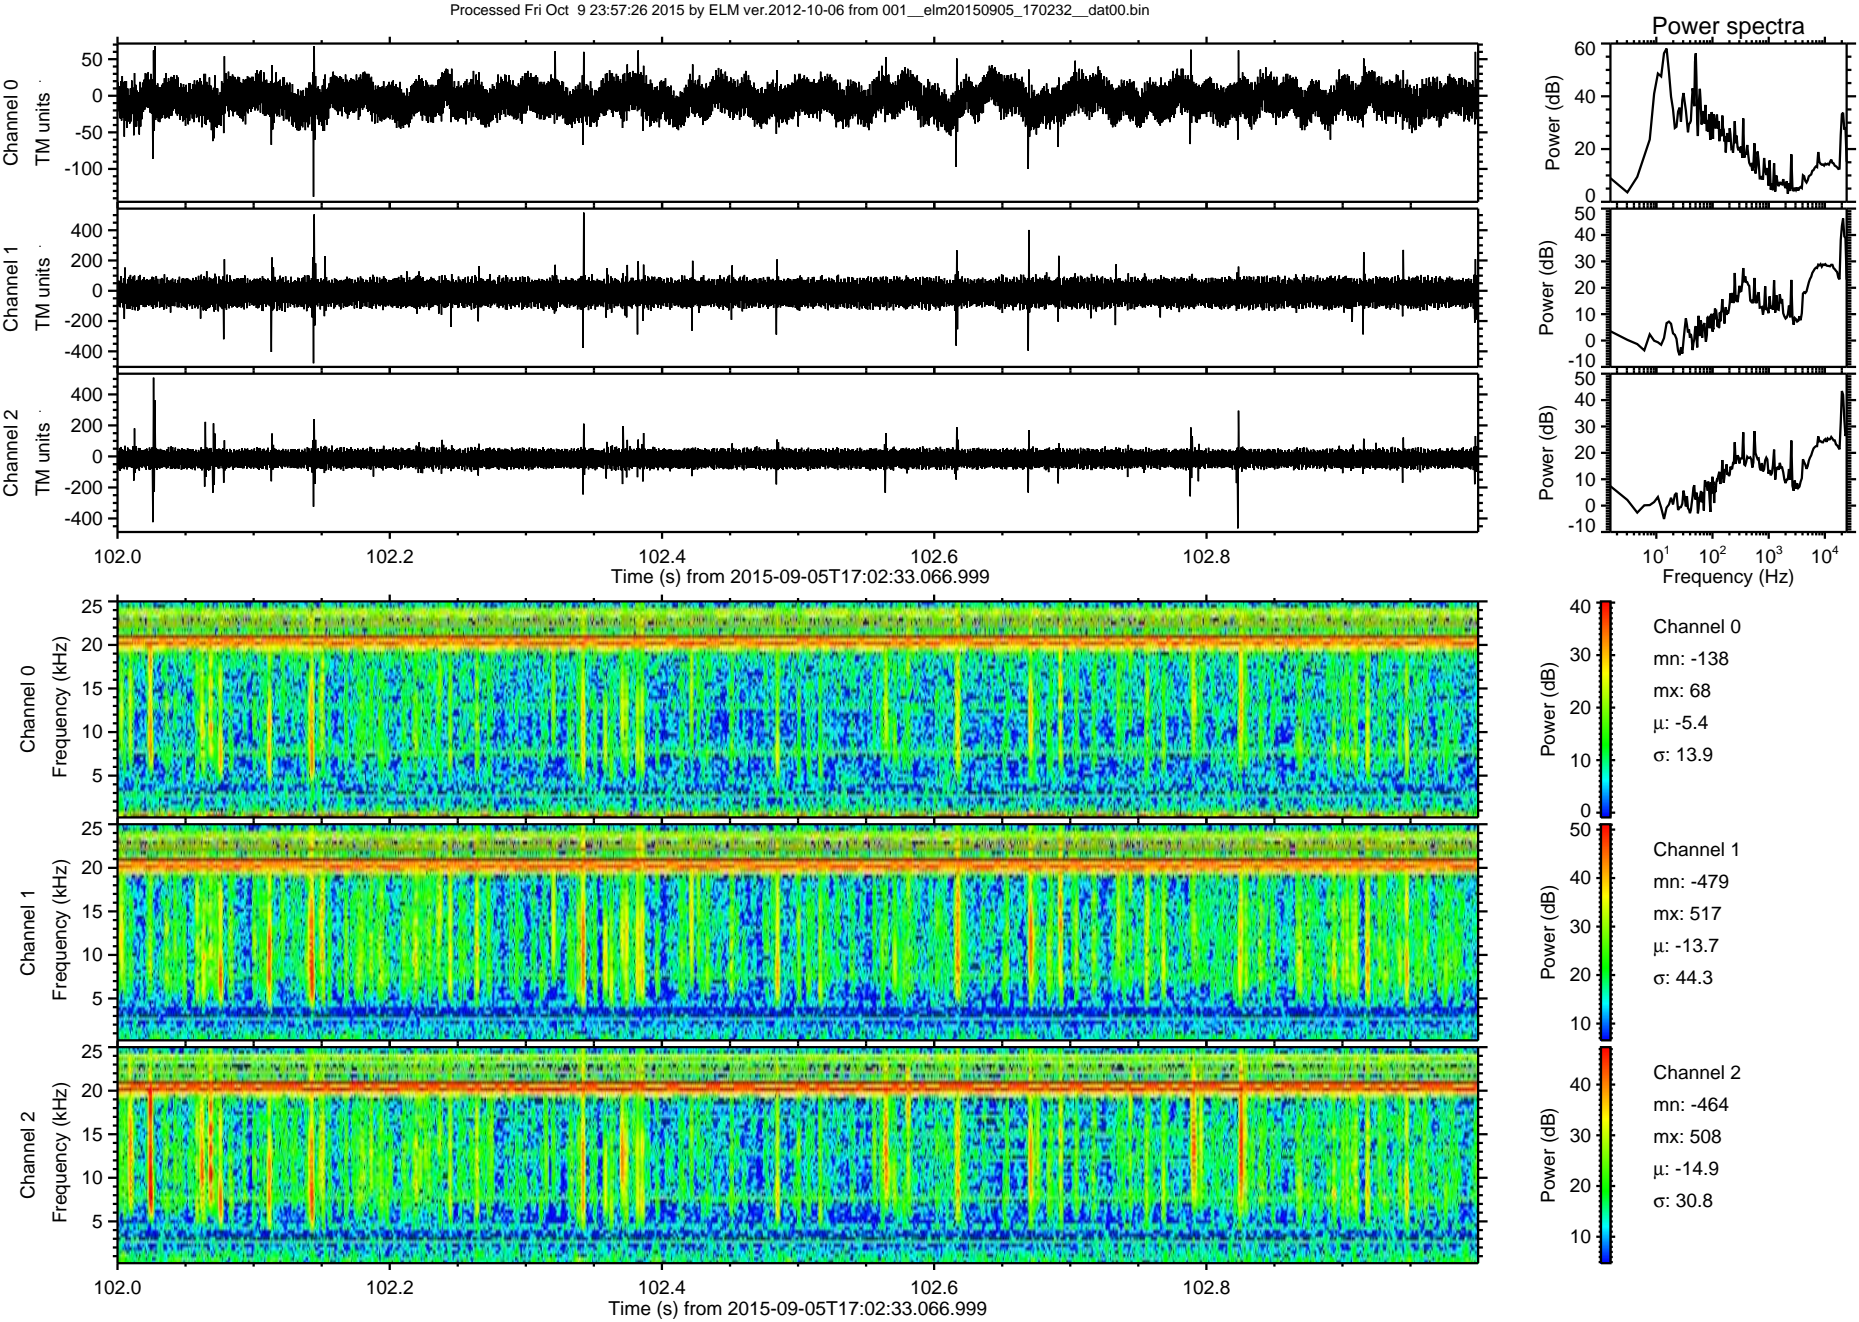 Processed Fri Oct  9 23:57:26 2015 by ELM ver.2012-10-06 from 001__elm20150905_170232__dat00.bin
Power spectra
Channel 0
TM units
50
0
-50
-100
Power (dB)
60
40
20
0
Channel 1
TM units
400
200
0
-200
-400
Power (dB)
50
40
30
20
10
0
-10
Channel 2
TM units
400
200
0
-200
-400
Power (dB)
50
40
30
20
10
0
-10
102.0 102.2 102.4 102.6 102.8
Time (s) from 2015-09-05T17:02:33.066.999
10^1 10^2 10^3 10^4
Frequency (Hz)
Channel 0
Frequency (kHz)
25
20
15
10
5
Power (dB)
40
30
20
10
0
Channel 0
mn: -138
mx: 68
μ: -5.4
σ: 13.9
Channel 1
Frequency (kHz)
25
20
15
10
5
Power (dB)
50
40
30
20
10
Channel 1
mn: -479
mx: 517
μ: -13.7
σ: 44.3
Channel 2
Frequency (kHz)
25
20
15
10
5
Power (dB)
40
30
20
10
Channel 2
mn: -464
mx: 508
μ: -14.9
σ: 30.8
102.0 102.2 102.4 102.6 102.8
Time (s) from 2015-09-05T17:02:33.066.999